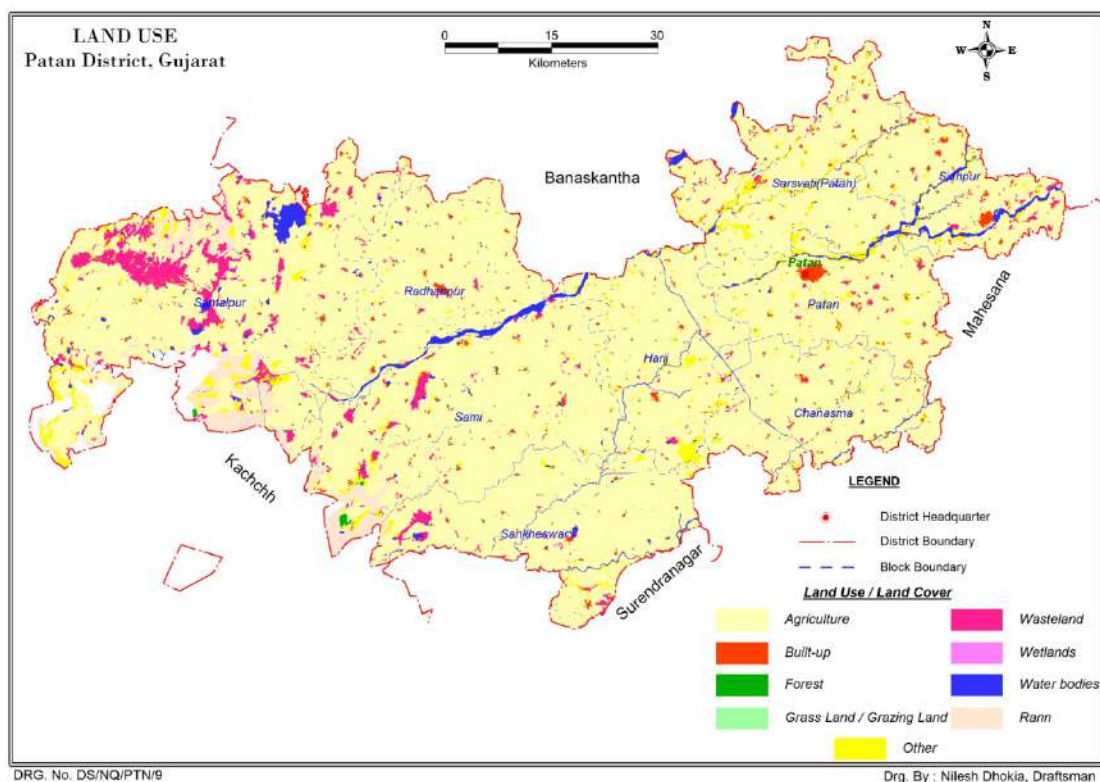 LAND USE
Patan District, Gujarat
0 15 30
Kilometers
N
W E
S
Banaskantha
Sarsvati(Patan)
Sidhpur
Patan
Patan
Mahesana
Santalpur
Radhanpur
Harij
Sami
Chanasma
Kachchh
Sahkheswar
Surendranagar
LEGEND
District Headquarter
District Boundary
Block Boundary
Land Use / Land Cover
Agriculture Wasteland
Built-up Wetlands
Forest Water bodies
Grass Land / Grazing Land Rann
Other
DRG. No. DS/NQ/PTN/9 Drg. By : Nilesh Dhokia, Draftsman